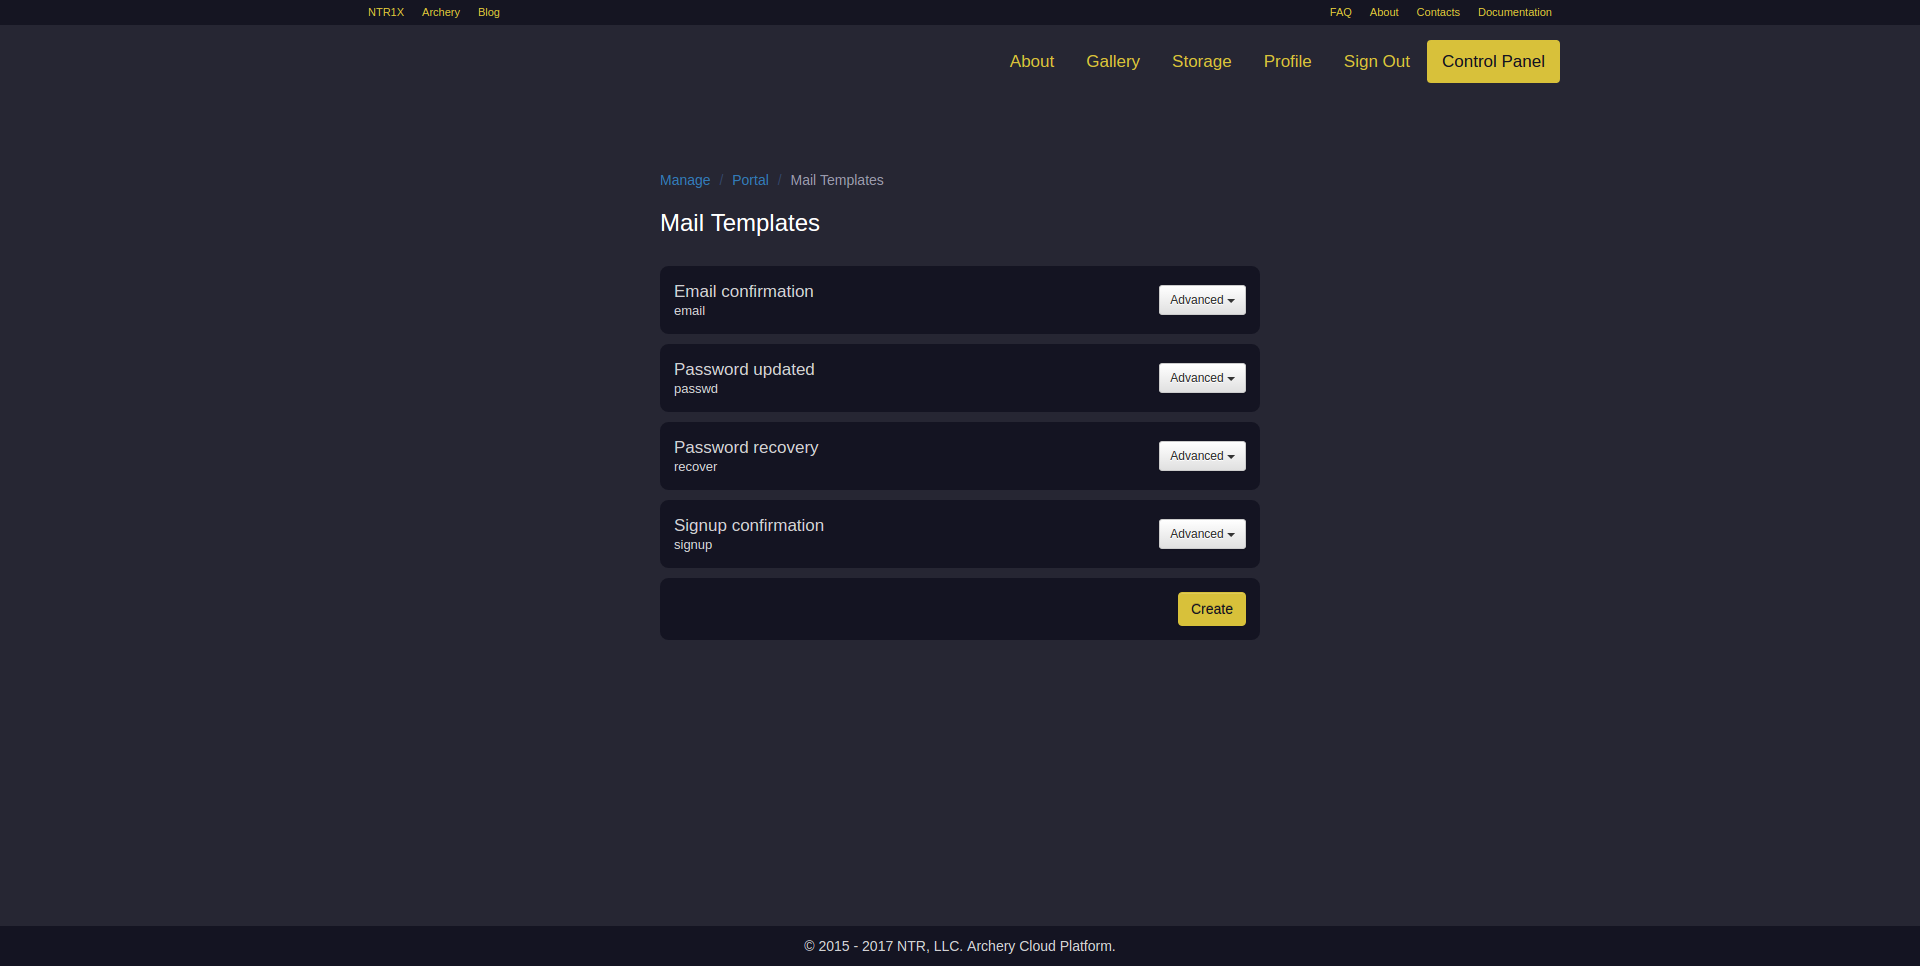 NTR1X Archery Blog FAQ About Contacts Documentation
About Gallery Storage Profile Sign Out Control Panel
Manage / Portal / Mail Templates
Mail Templates
Email confirmation
email
Advanced
Password updated
passwd
Advanced
Password recovery
recover
Advanced
Signup confirmation
signup
Advanced
Create
© 2015 - 2017 NTR, LLC. Archery Cloud Platform.